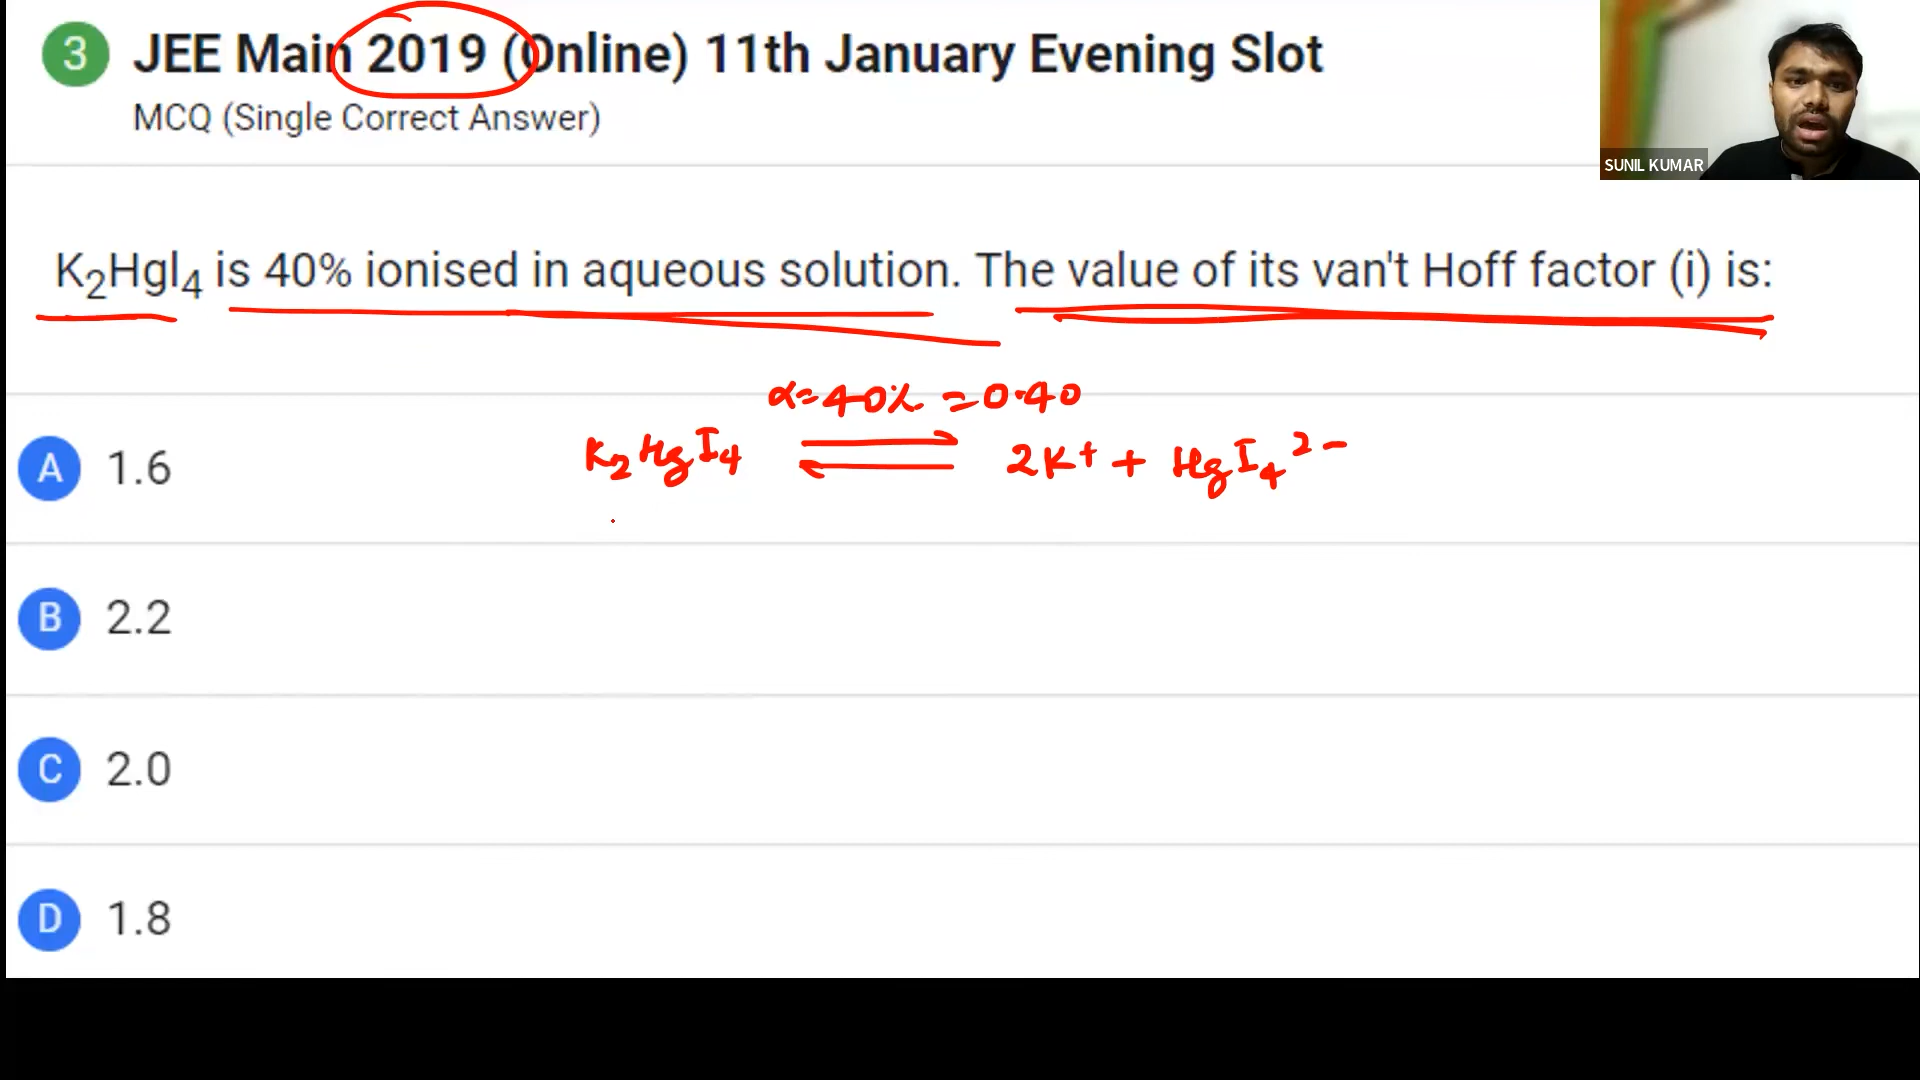 3 JEE Main 2019 (Online) 11th January Evening Slot
MCQ (Single Correct Answer)
SUNIL KUMAR
K₂HgI₄ is 40% ionised in aqueous solution. The value of its van't Hoff factor (i) is:
α = 40% = 0.40
K₂HgI₄ ⇌ 2K⁺ + HgI₄²⁻
A 1.6
B 2.2
C 2.0
D 1.8